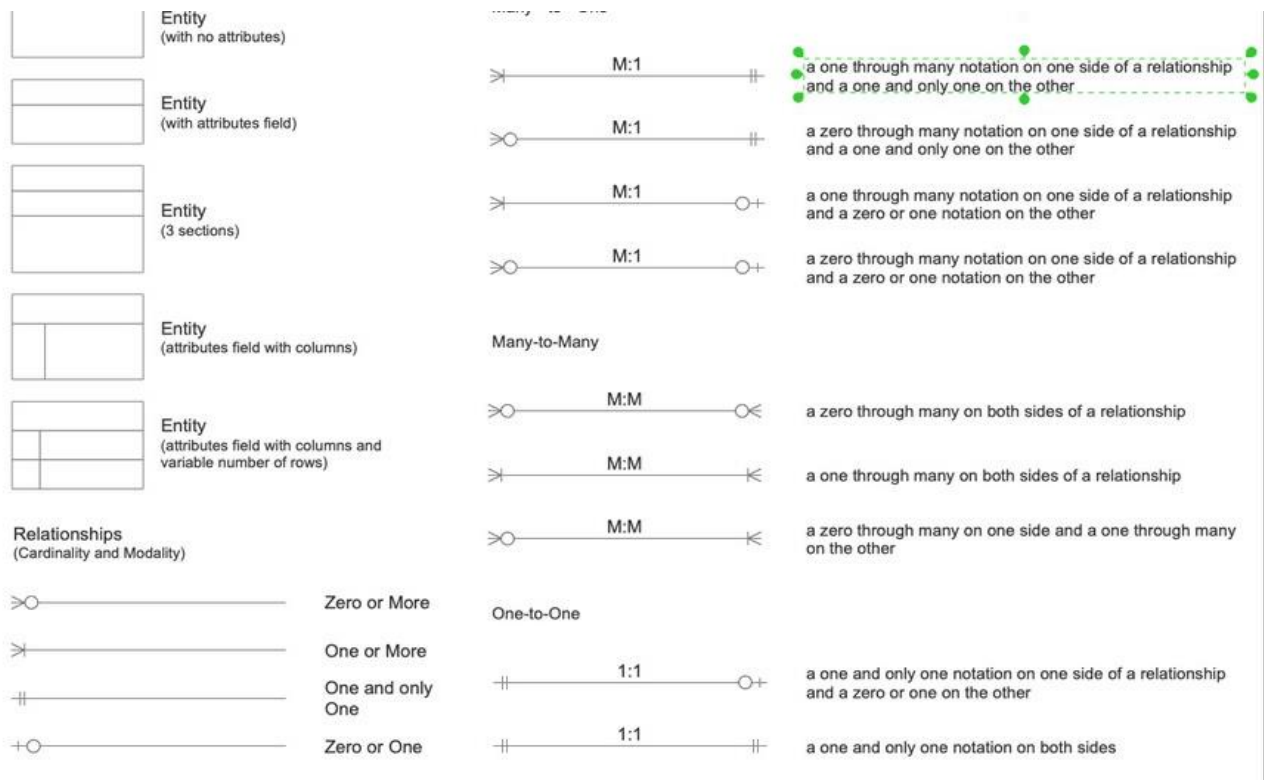 Entity
(with no attributes)
Entity
(with attributes field)
Entity
(3 sections)
Entity
(attributes field with columns)
Entity
(attributes field with columns and
variable number of rows)
Relationships
(Cardinality and Modality)
Zero or More
One or More
One and only
One
Zero or One
M:1
a one through many notation on one side of a relationship
and a one and only one on the other
M:1
a zero through many notation on one side of a relationship
and a one and only one on the other
M:1
a one through many notation on one side of a relationship
and a zero or one notation on the other
M:1
a zero through many notation on one side of a relationship
and a zero or one notation on the other
Many-to-Many
M:M
a zero through many on both sides of a relationship
M:M
a one through many on both sides of a relationship
M:M
a zero through many on one side and a one through many
on the other
One-to-One
1:1
a one and only one notation on one side of a relationship
and a zero or one on the other
1:1
a one and only one notation on both sides